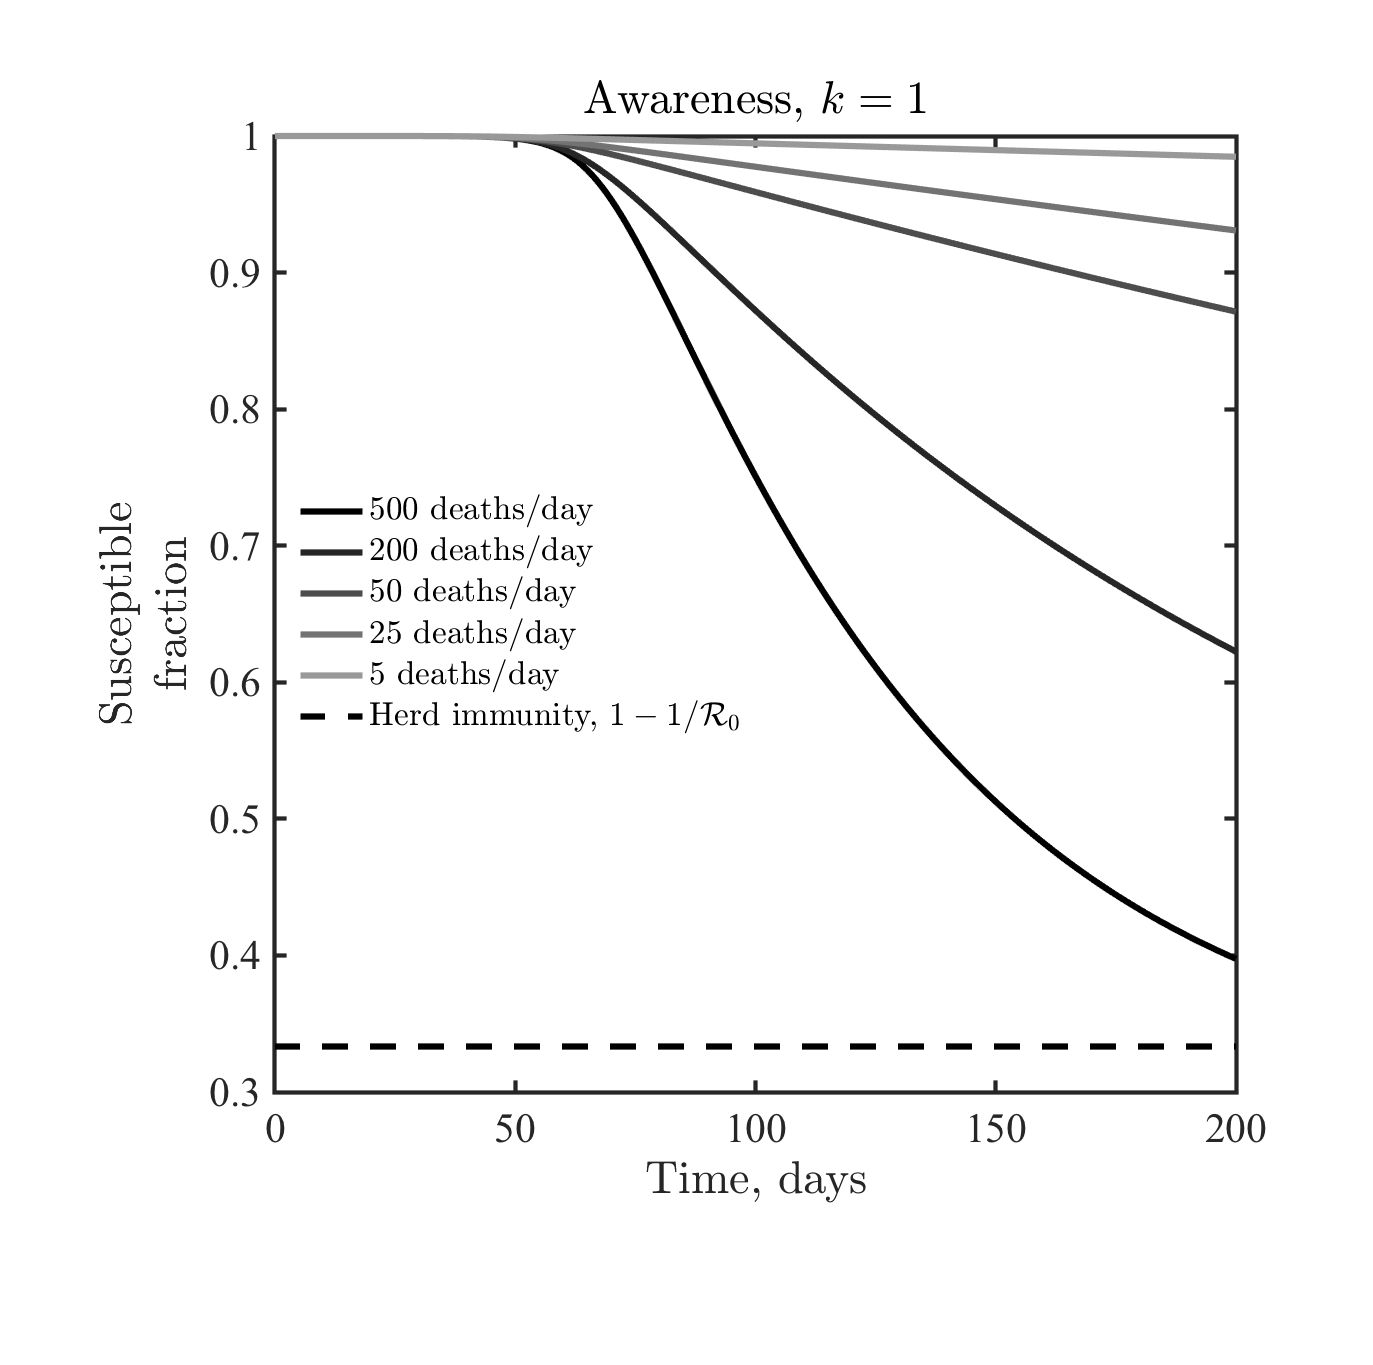 Awareness, k = 1
1
0.9
0.8
0.7
0.6
0.5
0.4
0.3
Susceptible
fraction
500 deaths/day
200 deaths/day
50 deaths/day
25 deaths/day
5 deaths/day
Herd immunity, 1 − 1/ℛ₀
0 50 100 150 200
Time, days